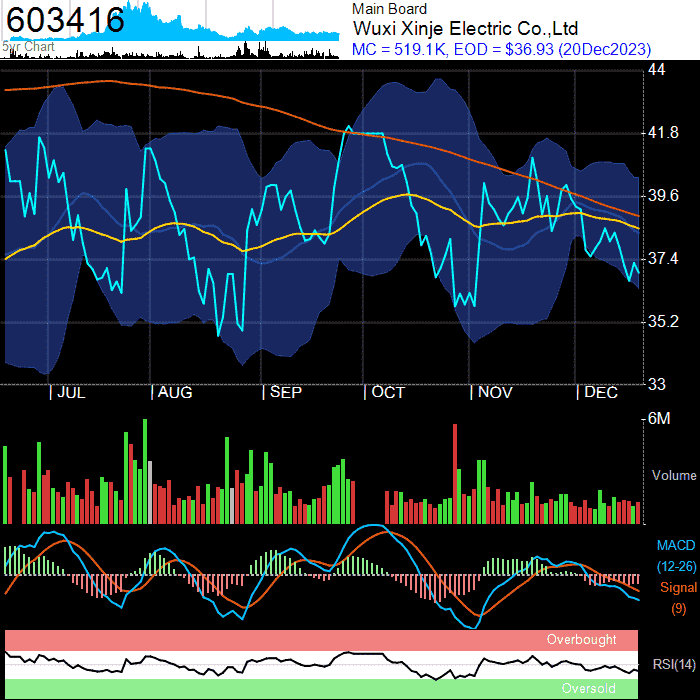 603416
5yr Chart
Main Board
Wuxi Xinje Electric Co.,Ltd
MC = 519.1K, EOD = $36.93 (20Dec2023)
44
41.8
39.6
37.4
35.2
33
| JUL | AUG | SEP | OCT | NOV | DEC
6M
Volume
MACD
(12-26)
Signal
(9)
Overbought
RSI(14)
Oversold